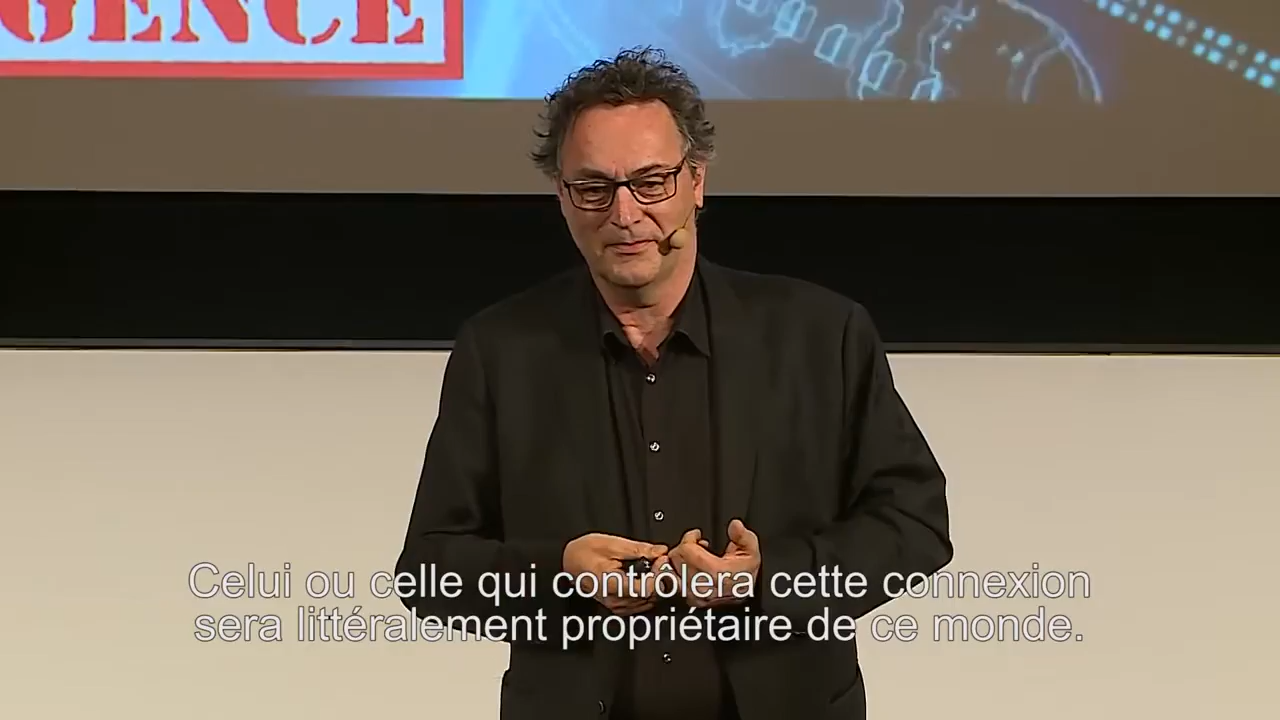 GENCE
Celui ou celle qui contrôlera cette connexion
sera littéralement propriétaire de ce monde.